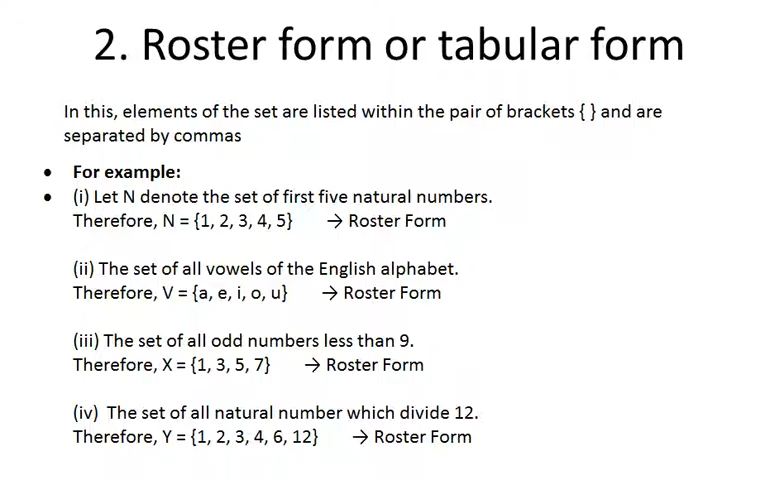 2. Roster form or tabular form
In this, elements of the set are listed within the pair of brackets { } and are
separated by commas
• For example:
• (i) Let N denote the set of first five natural numbers.
Therefore, N = {1, 2, 3, 4, 5} → Roster Form
(ii) The set of all vowels of the English alphabet.
Therefore, V = {a, e, i, o, u} → Roster Form
(iii) The set of all odd numbers less than 9.
Therefore, X = {1, 3, 5, 7} → Roster Form
(iv) The set of all natural number which divide 12.
Therefore, Y = {1, 2, 3, 4, 6, 12} → Roster Form